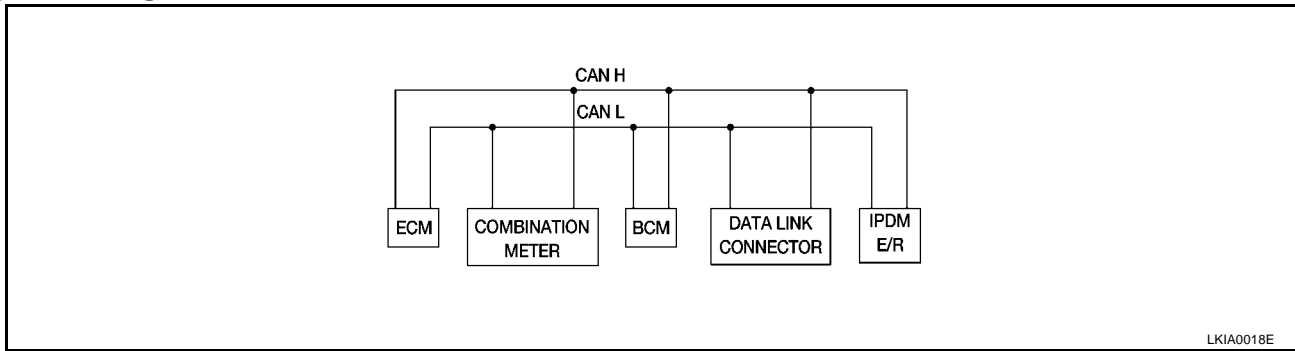 CAN H
CAN L
ECM
COMBINATION
METER
BCM
DATA LINK
CONNECTOR
IPDM
E/R
LKIA0018E